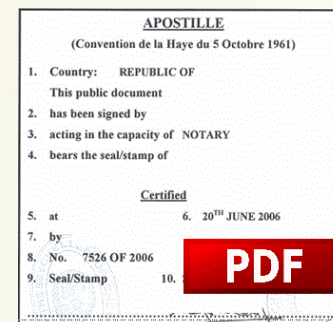 APOSTILLE
(Convention de la Haye du 5 Octobre 1961)
1. Country: REPUBLIC OF
This public document
2. has been signed by
3. acting in the capacity of NOTARY
4. bears the seal/stamp of
Certified
5. at 6. 20TH JUNE 2006
7. by
8. No. 7526 OF 2006
9. Seal/Stamp 10.
PDF